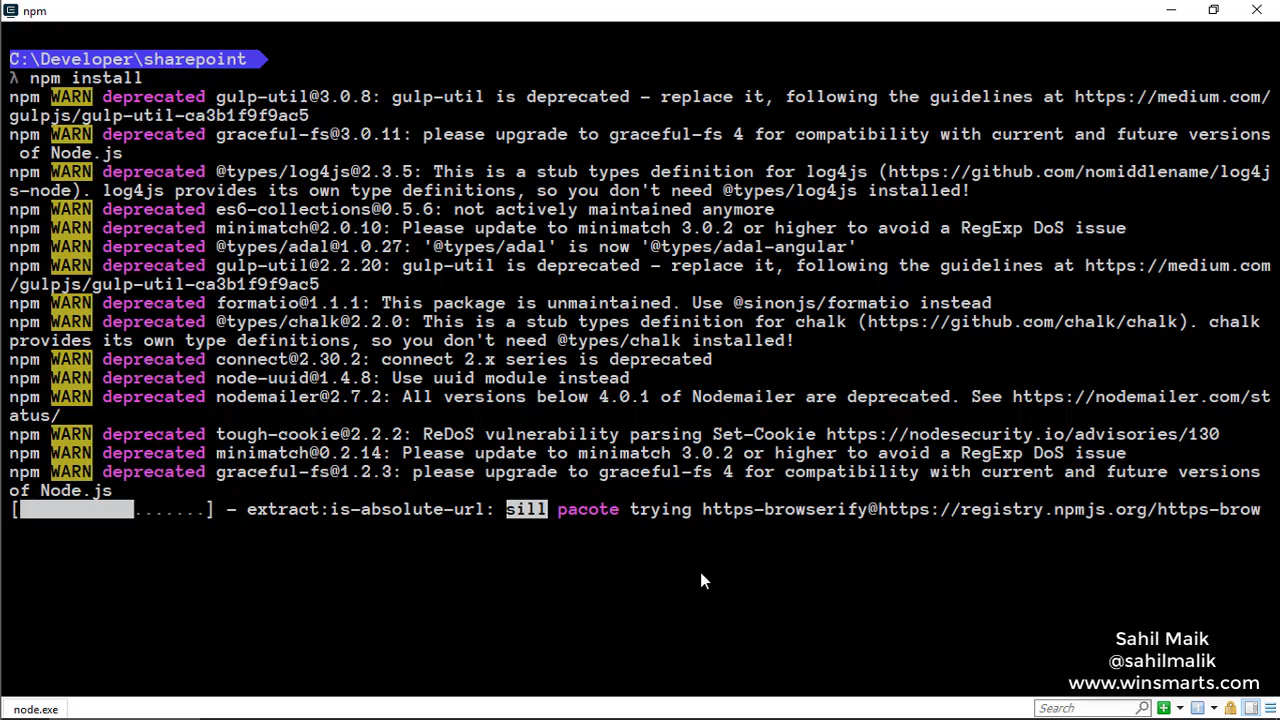 npm
C:\Developer\sharepoint
λ npm install
npm WARN deprecated gulp-util@3.0.8: gulp-util is deprecated - replace it, following the guidelines at https://medium.com/
gulpjs/gulp-util-ca3b1f9f9ac5
npm WARN deprecated graceful-fs@3.0.11: please upgrade to graceful-fs 4 for compatibility with current and future versions
of Node.js
npm WARN deprecated @types/log4js@2.3.5: This is a stub types definition for log4js (https://github.com/nomiddlename/log4j
s-node). log4js provides its own type definitions, so you don't need @types/log4js installed!
npm WARN deprecated es6-collections@0.5.6: not actively maintained anymore
npm WARN deprecated minimatch@2.0.10: Please update to minimatch 3.0.2 or higher to avoid a RegExp DoS issue
npm WARN deprecated @types/adal@1.0.27: '@types/adal' is now '@types/adal-angular'
npm WARN deprecated gulp-util@2.2.20: gulp-util is deprecated - replace it, following the guidelines at https://medium.com
/gulpjs/gulp-util-ca3b1f9f9ac5
npm WARN deprecated formatio@1.1.1: This package is unmaintained. Use @sinonjs/formatio instead
npm WARN deprecated @types/chalk@2.2.0: This is a stub types definition for chalk (https://github.com/chalk/chalk). chalk
provides its own type definitions, so you don't need @types/chalk installed!
npm WARN deprecated connect@2.30.2: connect 2.x series is deprecated
npm WARN deprecated node-uuid@1.4.8: Use uuid module instead
npm WARN deprecated nodemailer@2.7.2: All versions below 4.0.1 of Nodemailer are deprecated. See https://nodemailer.com/st
atus/
npm WARN deprecated tough-cookie@2.2.2: ReDoS vulnerability parsing Set-Cookie https://nodesecurity.io/advisories/130
npm WARN deprecated minimatch@0.2.14: Please update to minimatch 3.0.2 or higher to avoid a RegExp DoS issue
npm WARN deprecated graceful-fs@1.2.3: please upgrade to graceful-fs 4 for compatibility with current and future versions
of Node.js
[.......] - extract:is-absolute-url: sill pacote trying https-browserify@https://registry.npmjs.org/https-brow
Sahil Maik
@sahilmalik
www.winsmarts.com
node.exe
Search